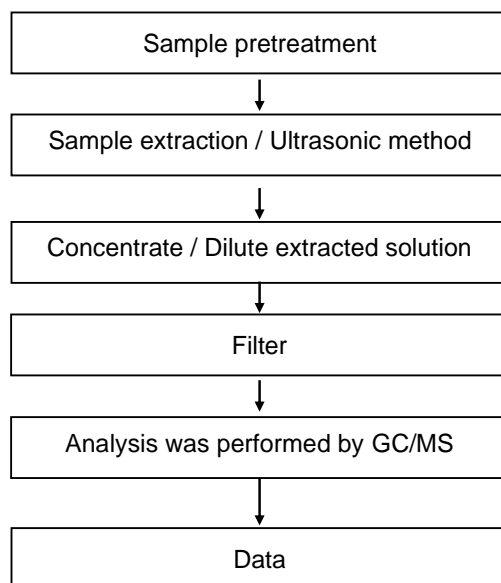 Sample pretreatment
Sample extraction / Ultrasonic method
Concentrate / Dilute extracted solution
Filter
Analysis was performed by GC/MS
Data